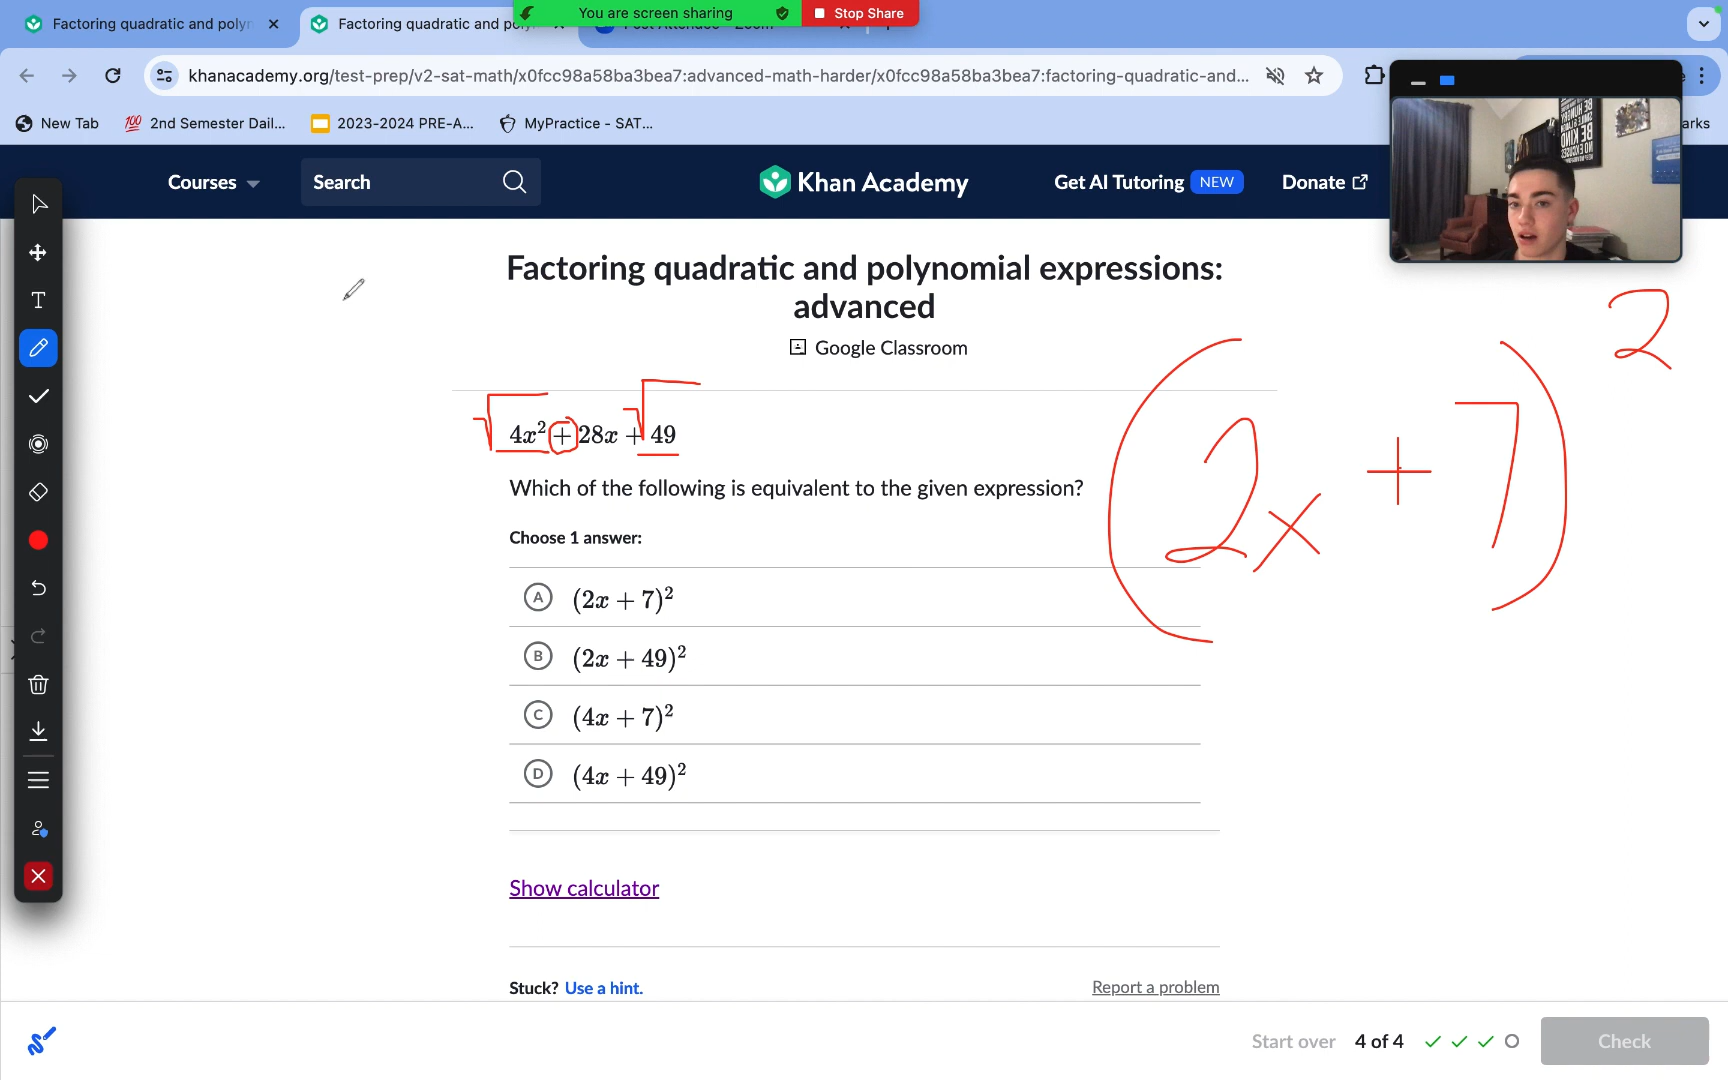 Factoring quadratic and polyn
Factoring quadratic and poly
You are screen sharing
Stop Share
khanacademy.org/test-prep/v2-sat-math/x0fcc98a58ba3bea7:advanced-math-harder/x0fcc98a58ba3bea7:factoring-quadratic-and...
New Tab
💯 2nd Semester Dail...
2023-2024 PRE-A...
MyPractice - SAT...
arks
Courses
Search
Khan Academy
Get AI Tutoring NEW
Donate
BE KIND
NO EXCUSES
Factoring quadratic and polynomial expressions:
advanced
Google Classroom
4x² + 28x + √49
(2x + 7)²
Which of the following is equivalent to the given expression?
Choose 1 answer:
A (2x + 7)²
B (2x + 49)²
C (4x + 7)²
D (4x + 49)²
Show calculator
Stuck? Use a hint.
Report a problem
Start over 4 of 4
Check